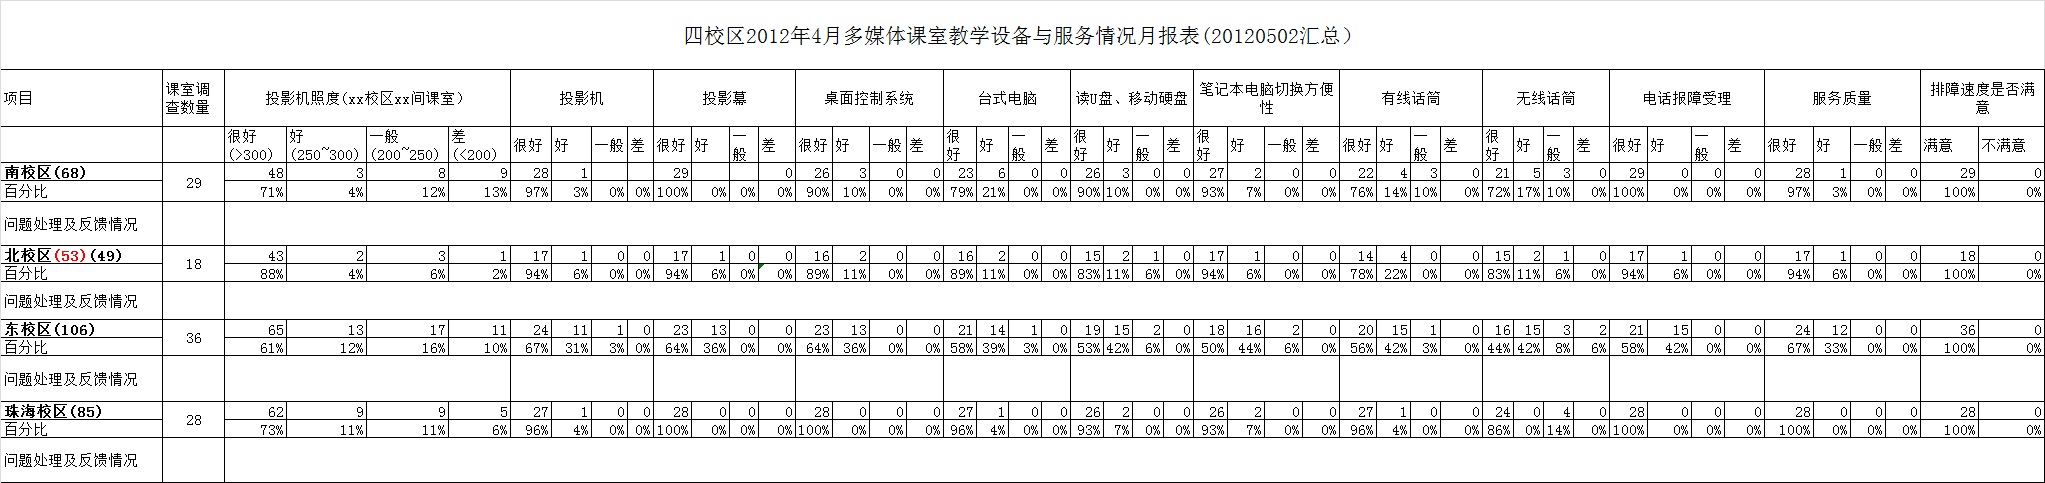 四校区2012年4月多媒体课室教学设备与服务情况月报表(20120502汇总)
项目 课室调查数量 投影机照度(xx校区xx间课室) 投影机 投影幕 桌面控制系统 台式电脑 读U盘、移动硬盘 笔记本电脑切换方便性 有线话筒 无线话筒 电话报障受理 服务质量 排障速度是否满意
很好(>300) 好(250~300) 一般(200~250) 差(<200) 很好 好 一般 差 很好 好 一般 差 很好 好 一般 差 很好 好 一般 差 很好 好 一般 差 很好 好 一般 差 很好 好 一般 差 很好 好 一般 差 很好 好 一般 差 很好 好 一般 差 满意 不满意
南校区(68) 29 48 3 8 9 28 1 29 0 0 26 3 0 0 23 6 0 0 26 3 0 0 27 2 0 0 22 4 3 0 21 5 3 0 29 0 0 0 28 1 0 0 29 0
百分比 71% 4% 12% 13% 97% 3% 0% 0% 100% 0% 0% 0% 90% 10% 0% 0% 79% 21% 0% 0% 90% 10% 0% 0% 93% 7% 0% 0% 76% 14% 10% 0% 72% 17% 10% 0% 100% 0% 0% 0% 97% 3% 0% 0% 100% 0%
问题处理及反馈情况
北校区(53)(49) 18 43 2 3 1 17 1 0 0 17 1 0 0 16 2 0 0 16 2 0 0 15 2 1 0 17 1 0 0 14 4 0 0 15 2 1 0 17 1 0 0 17 1 0 0 18 0
百分比 88% 4% 6% 2% 94% 6% 0% 0% 94% 6% 0% 0% 89% 11% 0% 0% 89% 11% 0% 0% 83% 11% 6% 0% 94% 6% 0% 0% 78% 22% 0% 0% 83% 11% 6% 0% 94% 6% 0% 0% 94% 6% 0% 0% 100% 0%
问题处理及反馈情况
东校区(106) 36 65 13 17 11 24 11 1 0 23 13 0 0 23 13 0 0 21 14 1 0 19 15 2 0 18 16 2 0 20 15 1 0 16 15 3 2 21 15 0 0 24 12 0 0 36 0
百分比 61% 12% 16% 10% 67% 31% 3% 0% 64% 36% 0% 0% 64% 36% 0% 0% 58% 39% 3% 0% 53% 42% 6% 0% 50% 44% 6% 0% 56% 42% 3% 0% 44% 42% 8% 6% 58% 42% 0% 0% 67% 33% 0% 0% 100% 0%
问题处理及反馈情况
珠海校区(85) 28 62 9 9 5 27 1 0 0 28 0 0 0 28 0 0 0 27 1 0 0 26 2 0 0 26 2 0 0 27 1 0 0 24 0 4 0 28 0 0 0 28 0 0 0 28 0
百分比 73% 11% 11% 6% 96% 4% 0% 0% 100% 0% 0% 0% 100% 0% 0% 0% 96% 4% 0% 0% 93% 7% 0% 0% 93% 7% 0% 0% 96% 4% 0% 0% 86% 0% 14% 0% 100% 0% 0% 0% 100% 0% 0% 0% 100% 0%
问题处理及反馈情况